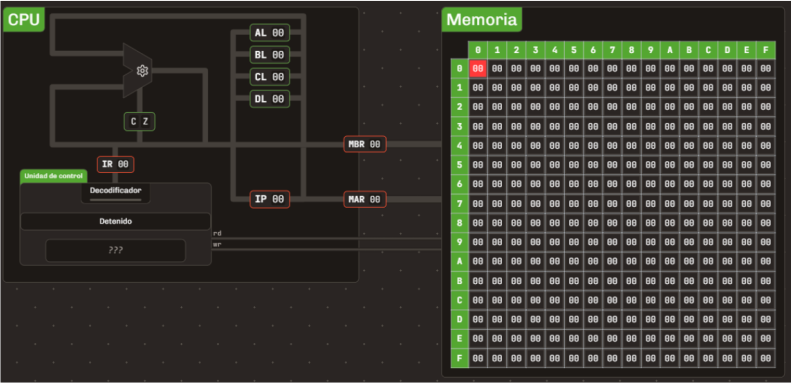 CPU
AL 00
BL 00
CL 00
DL 00
C Z
MBR 00
IR 00
Unidad de control
Decodificador
IP 00
MAR 00
Detenido
rd
wr
???
Memoria
0 1 2 3 4 5 6 7 8 9 A B C D E F
0 00 00 00 00 00 00 00 00 00 00 00 00 00 00 00 00
1 00 00 00 00 00 00 00 00 00 00 00 00 00 00 00 00
2 00 00 00 00 00 00 00 00 00 00 00 00 00 00 00 00
3 00 00 00 00 00 00 00 00 00 00 00 00 00 00 00 00
4 00 00 00 00 00 00 00 00 00 00 00 00 00 00 00 00
5 00 00 00 00 00 00 00 00 00 00 00 00 00 00 00 00
6 00 00 00 00 00 00 00 00 00 00 00 00 00 00 00 00
7 00 00 00 00 00 00 00 00 00 00 00 00 00 00 00 00
8 00 00 00 00 00 00 00 00 00 00 00 00 00 00 00 00
9 00 00 00 00 00 00 00 00 00 00 00 00 00 00 00 00
A 00 00 00 00 00 00 00 00 00 00 00 00 00 00 00 00
B 00 00 00 00 00 00 00 00 00 00 00 00 00 00 00 00
C 00 00 00 00 00 00 00 00 00 00 00 00 00 00 00 00
D 00 00 00 00 00 00 00 00 00 00 00 00 00 00 00 00
E 00 00 00 00 00 00 00 00 00 00 00 00 00 00 00 00
F 00 00 00 00 00 00 00 00 00 00 00 00 00 00 00 00